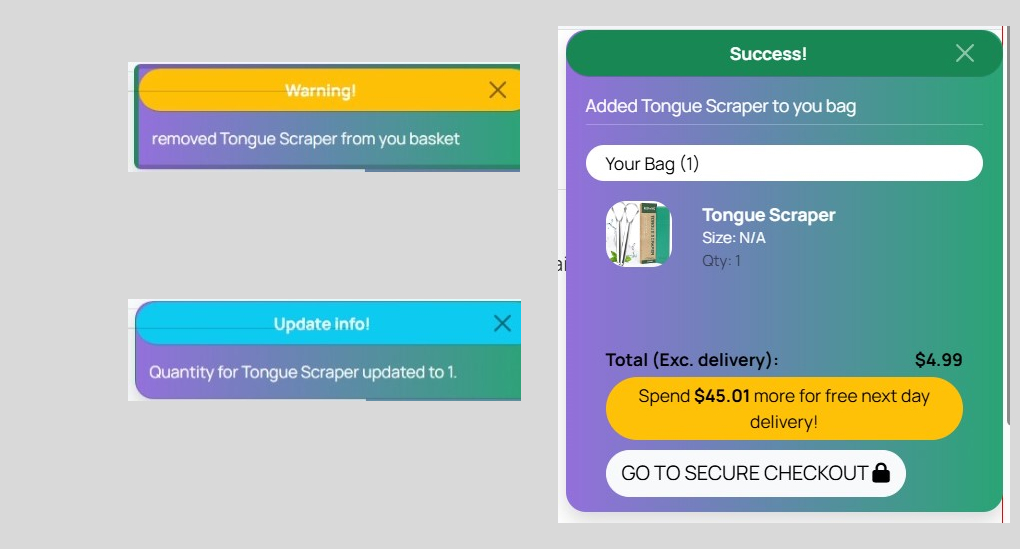 Warning!
removed Tongue Scraper from you basket
Update info!
Quantity for Tongue Scraper updated to 1.
Success!
Added Tongue Scraper to you bag
Your Bag (1)
Tongue Scraper
Size: N/A
Qty: 1
Total (Exc. delivery): $4.99
Spend $45.01 more for free next day
delivery!
GO TO SECURE CHECKOUT